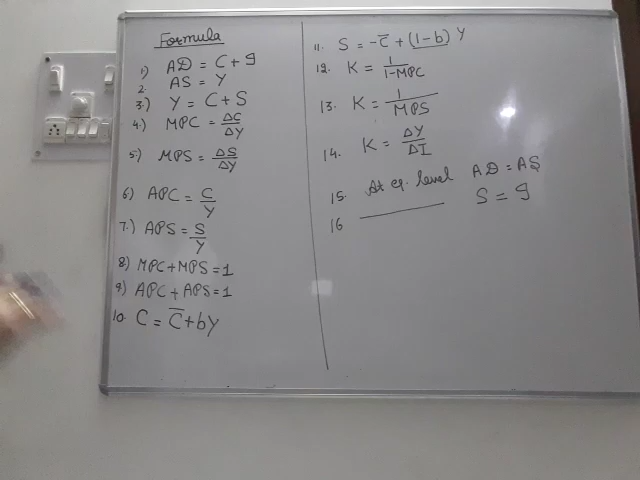 Formula
1) AD = C + I
2. AS = Y
3.) Y = C + S
4.) MPC = ΔC/ΔY
5.) MPS = ΔS/ΔY
6) APC = C/Y
7.) APS = S/Y
8.) MPC + MPS = 1
9.) APC + APS = 1
10. C = C̅ + bY
11. S = -C̅ + (1-b) Y
12. K = 1/1-MPC
13. K = 1/MPS
14. K = ΔY/ΔI
15. At eq. level AD = AS
16 ________ S = I